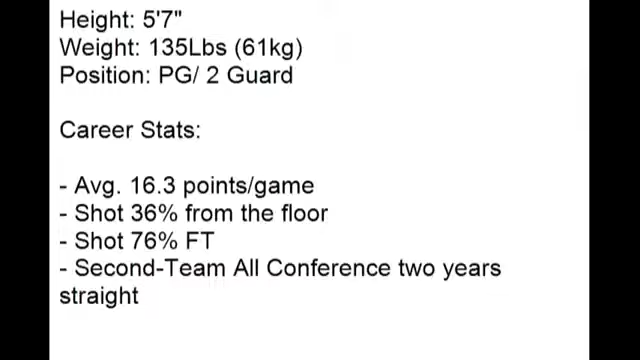 Height: 5'7"
Weight: 135Lbs (61kg)
Position: PG/ 2 Guard
Career Stats:
- Avg. 16.3 points/game
- Shot 36% from the floor
- Shot 76% FT
- Second-Team All Conference two years
straight